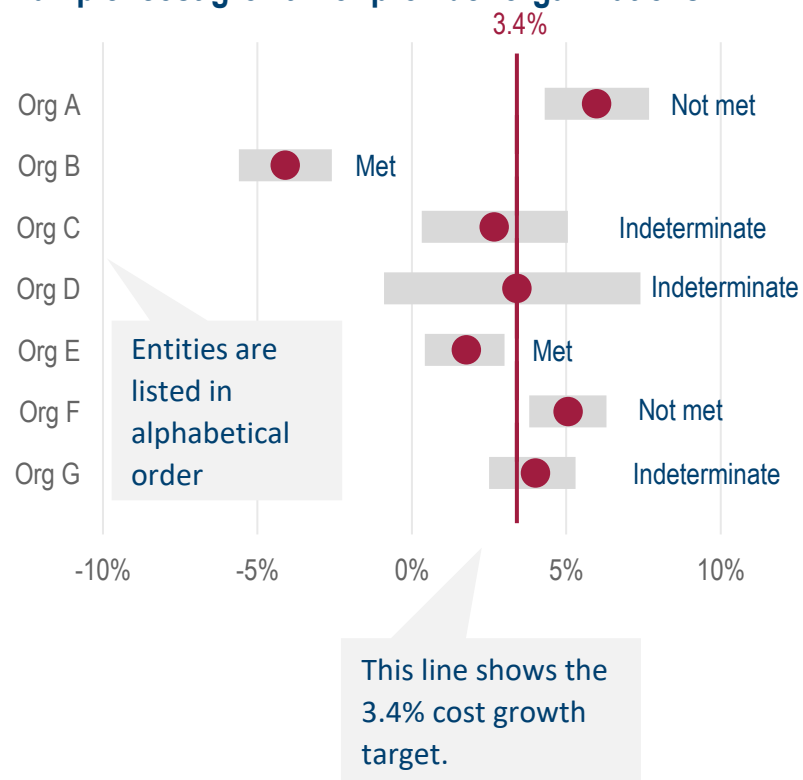 3.4%
Org A
Not met
Org B
Met
Org C
Indeterminate
Org D
Indeterminate
Org E
Met
Org F
Not met
Org G
Indeterminate
Entities are
listed in
alphabetical
order
-10%
-5%
0%
5%
10%
This line shows the
3.4% cost growth
target.